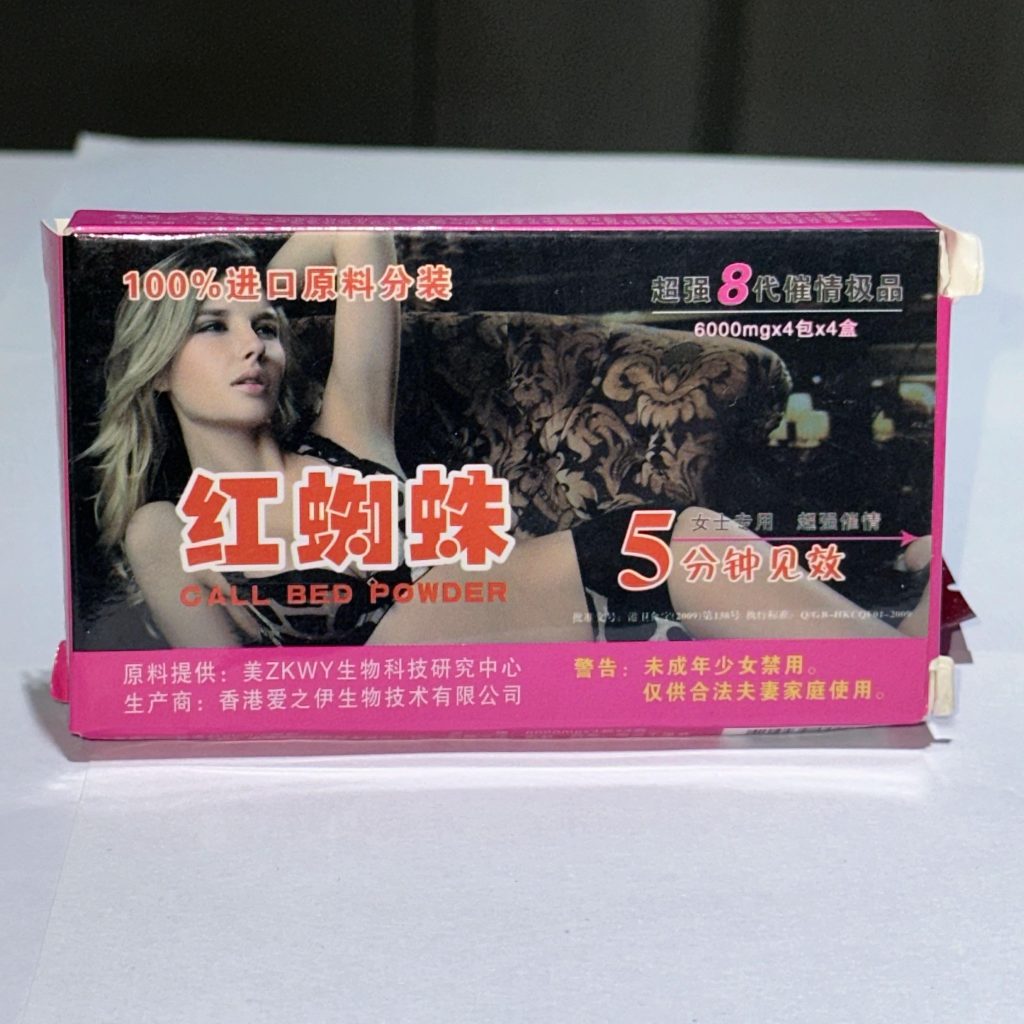 100%进口原料分装
超强8代催情极品
6000mgx4包x4盒
红蜘蛛
CALL BED POWDER
女士专用 超强催情
5分钟见效
原料提供：美ZKWY生物科技研究中心
生产商：香港爱之伊生物技术有限公司
警告：未成年少女禁用。
仅供合法夫妻家庭使用。